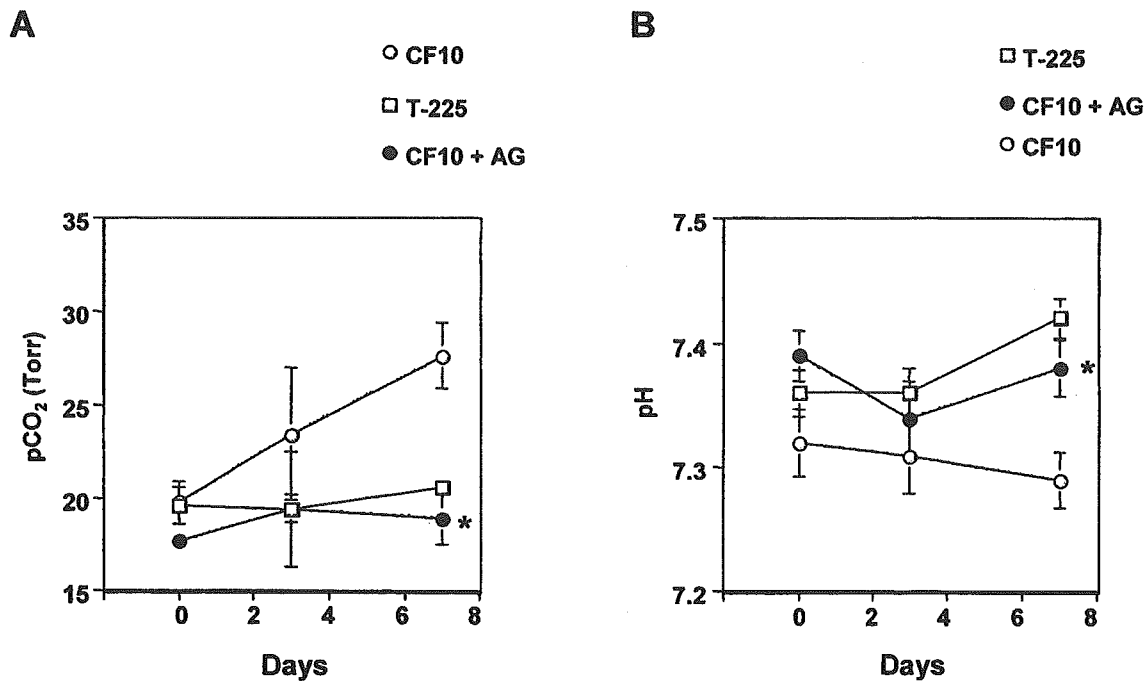 A
CF10
T-225
CF10 + AG
35
30
25
20
15
pCO₂ (Torr)
*
0 2 4 6 8
Days
B
T-225
CF10 + AG
CF10
7.5
7.4
7.3
7.2
pH
*
0 2 4 6 8
Days